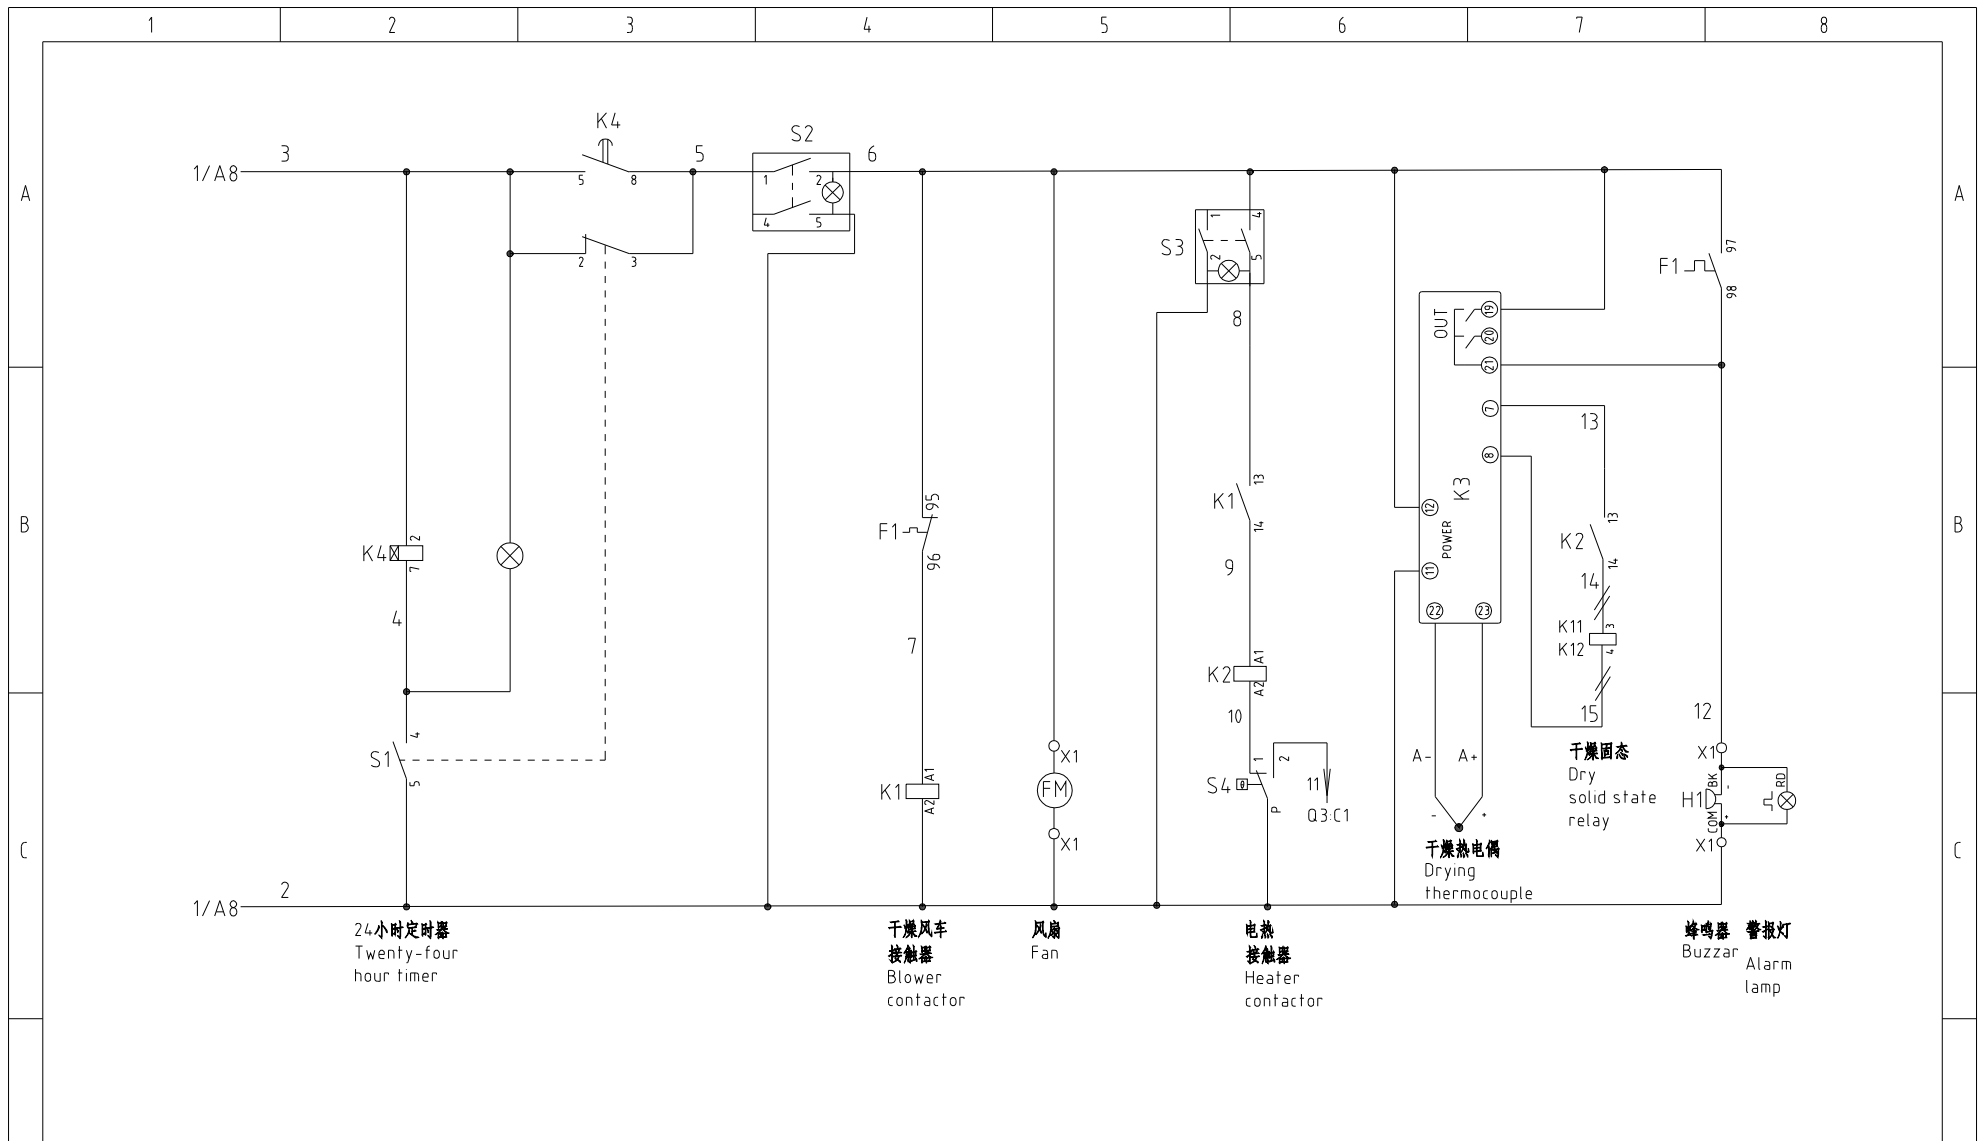 1 2 3 4 5 6 7 8
A A
B B
C C
1/A8
3
K4
5 8
2 3
5
S2
1 2
4 5
6
S3
1 4
2 5
8
F1
97
98
OUT
19
20
21
7
8
K3
12
POWER
11
22 23
13
K2
13
14
14
K11
K12
3
4
15
干燥固态
Dry
solid state
relay
K4
2
7
4
S1
4
5
F1
95
96
7
K1
A1
A2
X1
FM
X1
K1
13
14
9
K2
A1
A2
10
S4
θ
1 2
P
11
Q3:C1
A- A+
- +
干燥热电偶
Drying
thermocouple
12
X1
H1
BK
-
COM
+
RD
X1
1/A8
2
24小时定时器
Twenty-four
hour timer
干燥风车
接触器
Blower
contactor
风扇
Fan
电热
接触器
Heater
contactor
蜂鸣器
Buzzar
警报灯
Alarm
lamp